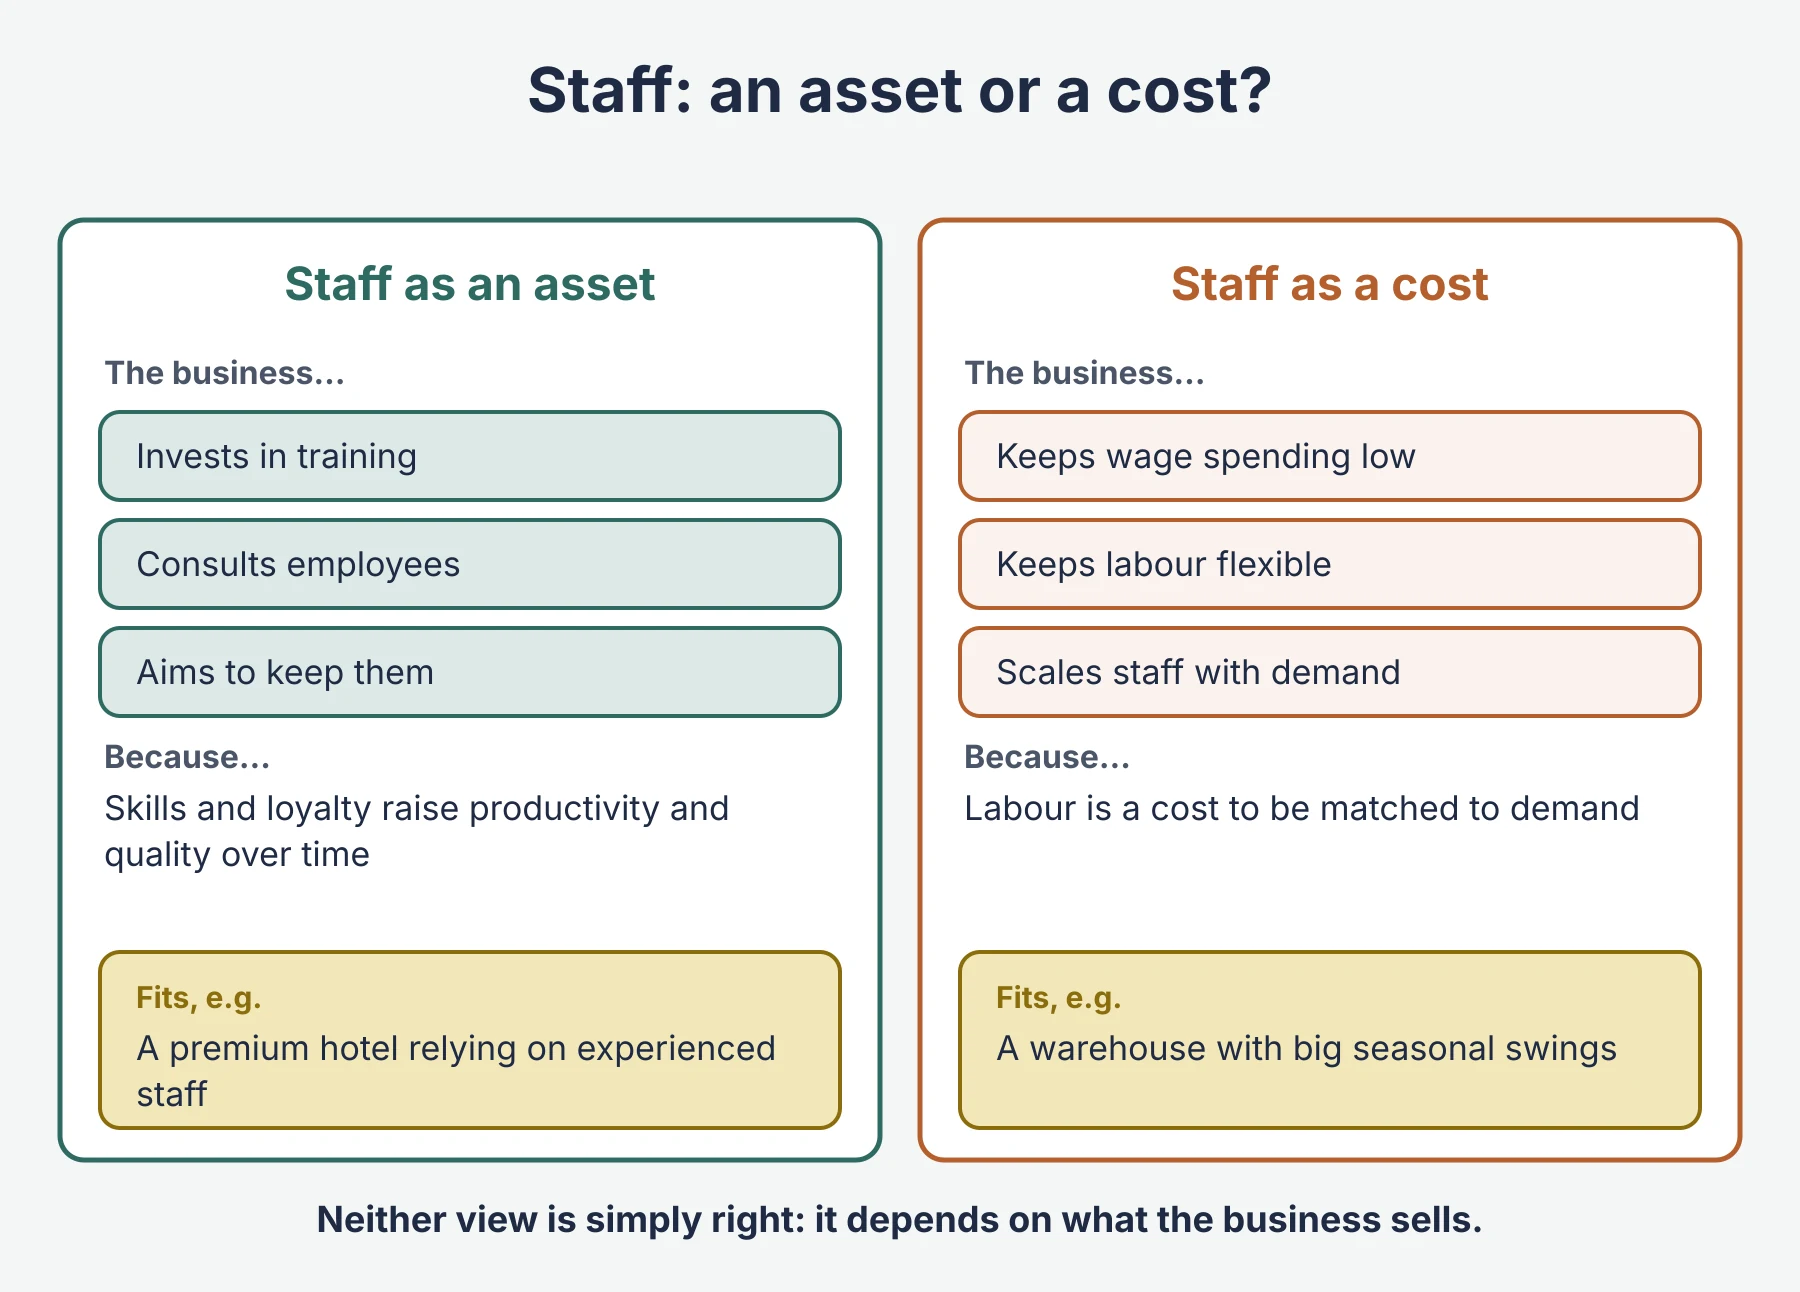 Staff: an asset or a cost?
Staff as an asset
The business...
Invests in training
Consults employees
Aims to keep them
Because...
Skills and loyalty raise productivity and
quality over time
Fits, e.g.
A premium hotel relying on experienced
staff
Staff as a cost
The business...
Keeps wage spending low
Keeps labour flexible
Scales staff with demand
Because...
Labour is a cost to be matched to demand
Fits, e.g.
A warehouse with big seasonal swings
Neither view is simply right: it depends on what the business sells.